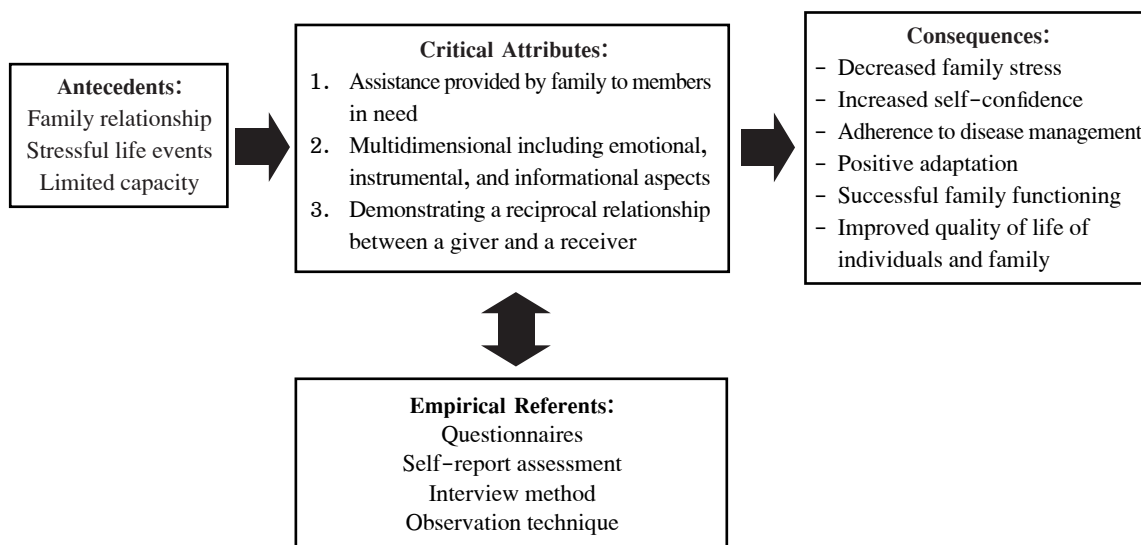 Antecedents:
Family relationship
Stressful life events
Limited capacity
Critical Attributes:
1. Assistance provided by family to members
in need
2. Multidimensional including emotional,
instrumental, and informational aspects
3. Demonstrating a reciprocal relationship
between a giver and a receiver
Consequences:
- Decreased family stress
- Increased self-confidence
- Adherence to disease management
- Positive adaptation
- Successful family functioning
- Improved quality of life of
individuals and family
Empirical Referents:
Questionnaires
Self-report assessment
Interview method
Observation technique